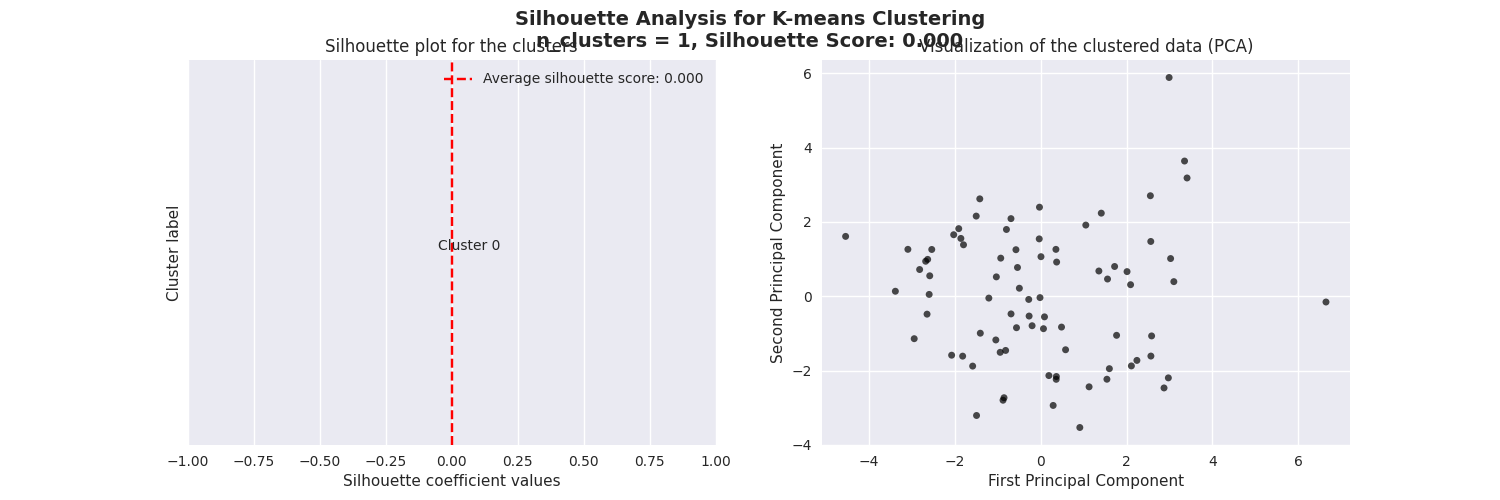 Silhouette Analysis for K-means Clustering
n_clusters = 1, Silhouette Score: 0.000
Silhouette plot for the clusters
Average silhouette score: 0.000
Cluster 0
Cluster label
−1.00 −0.75 −0.50 −0.25 0.00 0.25 0.50 0.75 1.00
Silhouette coefficient values
Visualization of the clustered data (PCA)
6
4
2
0
−2
−4
Second Principal Component
−4 −2 0 2 4 6
First Principal Component